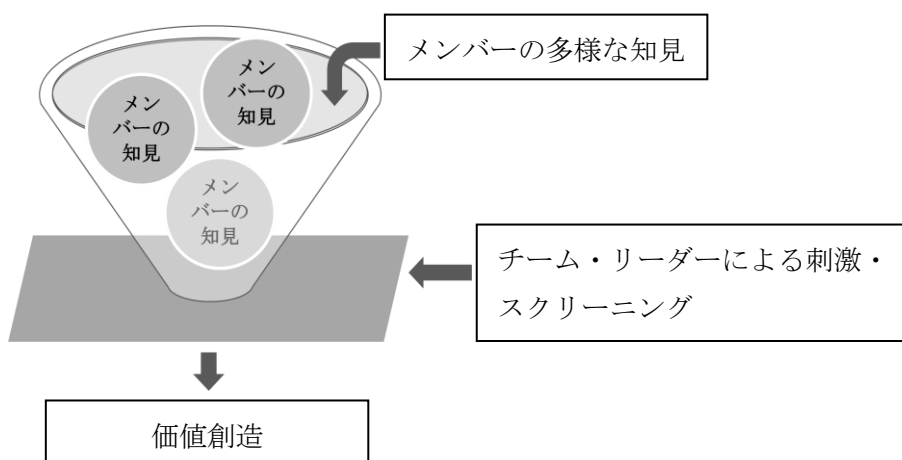 メンバーの多様な知見
メン
バーの
知見
メン
バーの
知見
メン
バーの
知見
チーム・リーダーによる刺激・
スクリーニング
価値創造